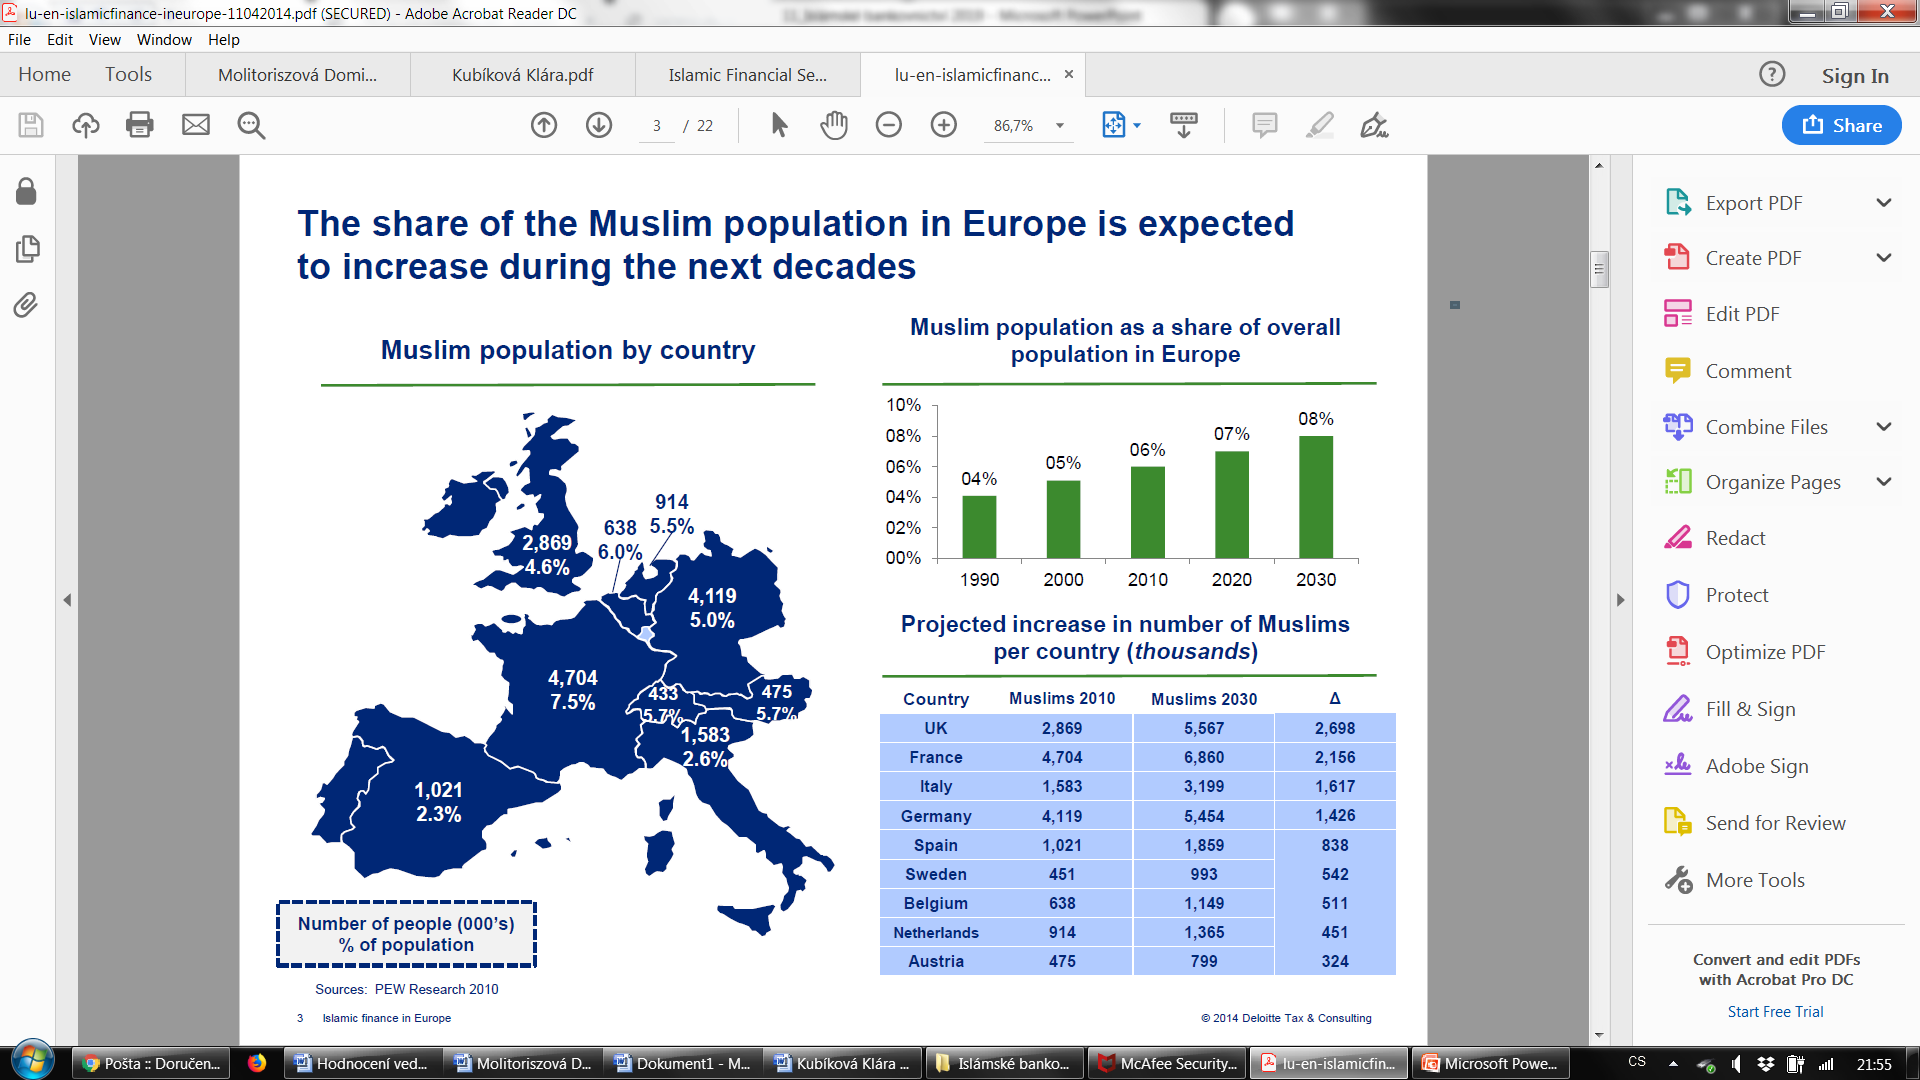 lu-en-islamicfinance-ineurope-11042014.pdf (SECURED) - Adobe Acrobat Reader DC
File Edit View Window Help
Home Tools Molitoriszová Domi... Kubíková Klára.pdf Islamic Financial Se... lu-en-islamicfinanc... × Sign In
3 / 22 86,7% Share
The share of the Muslim population in Europe is expected
to increase during the next decades
Muslim population by country
914
5.5%
638
6.0%
2,869
4.6%
4,119
5.0%
4,704
7.5%
433
5.7%
475
5.7%
1,583
2.6%
1,021
2.3%
Number of people (000's)
% of population
Sources: PEW Research 2010
Muslim population as a share of overall
population in Europe
10%
08%
06%
04%
02%
00%
04% 05% 06% 07% 08%
1990 2000 2010 2020 2030
Projected increase in number of Muslims
per country (thousands)
Country Muslims 2010 Muslims 2030 Δ
UK 2,869 5,567 2,698
France 4,704 6,860 2,156
Italy 1,583 3,199 1,617
Germany 4,119 5,454 1,426
Spain 1,021 1,859 838
Sweden 451 993 542
Belgium 638 1,149 511
Netherlands 914 1,365 451
Austria 475 799 324
3 Islamic finance in Europe
© 2014 Deloitte Tax & Consulting
Export PDF
Create PDF
Edit PDF
Comment
Combine Files
Organize Pages
Redact
Protect
Optimize PDF
Fill & Sign
Adobe Sign
Send for Review
More Tools
Convert and edit PDFs
with Acrobat Pro DC
Start Free Trial
Pošta :: Doručen... Hodnocení ved... Molitoriszová D... Dokument1 - M... Kubíková Klára ... Islámské banko... McAfee Security... lu-en-islamicfin... Microsoft Powe... CS 21:55